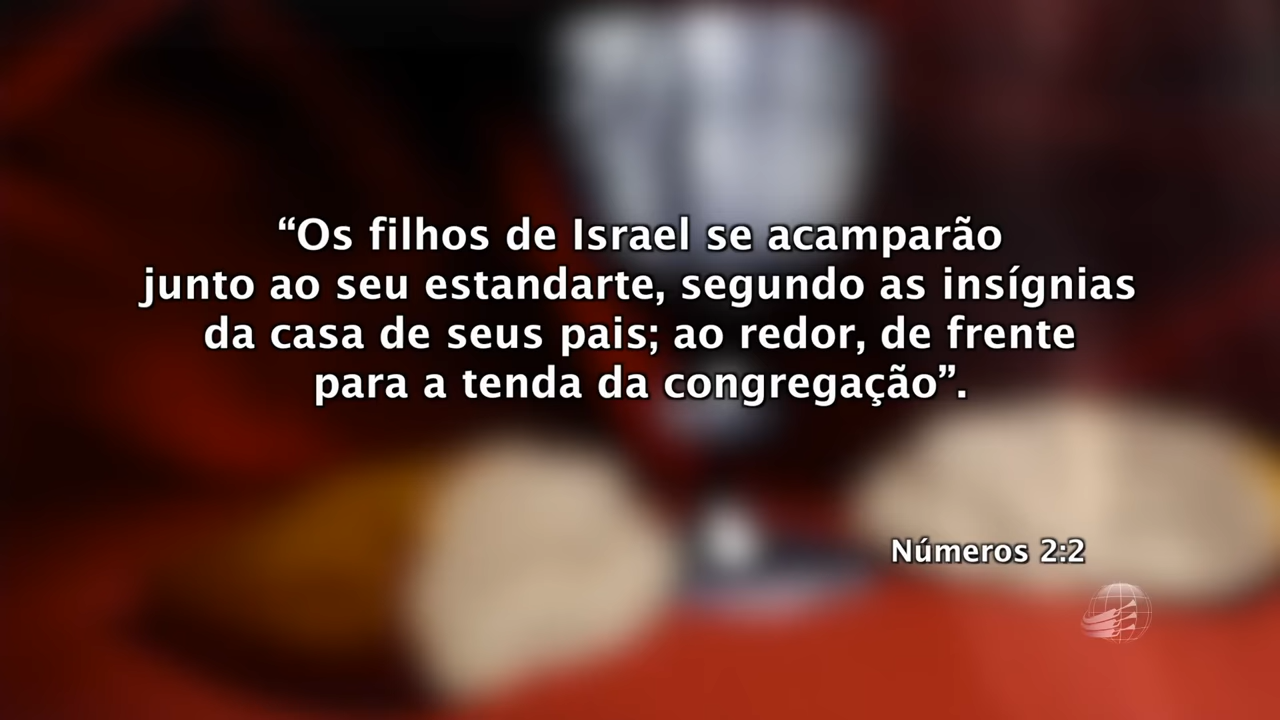 “Os filhos de Israel se acamparão
junto ao seu estandarte, segundo as insígnias
da casa de seus pais; ao redor, de frente
para a tenda da congregação”.
Números 2:2